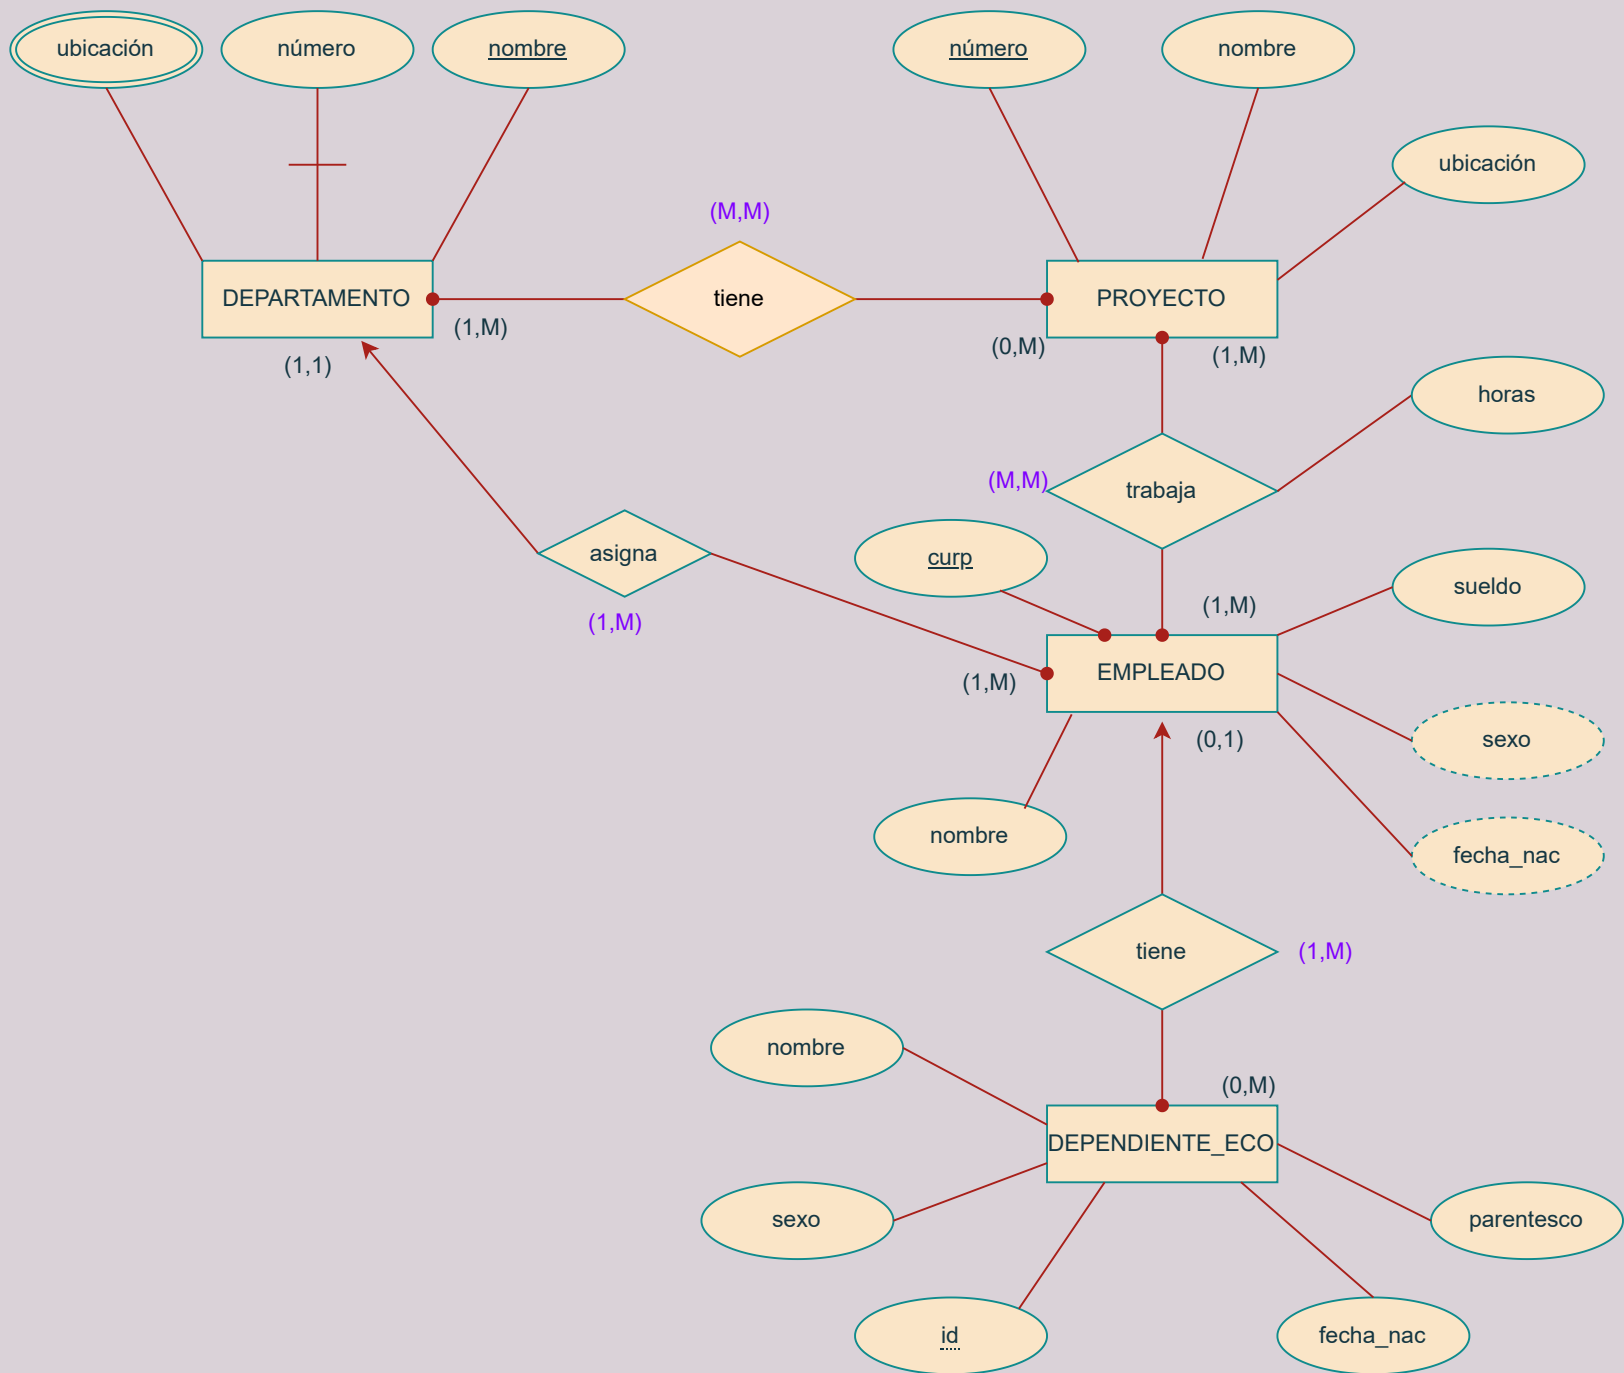 ubicación
número
nombre
número
nombre
ubicación
(M,M)
DEPARTAMENTO
tiene
PROYECTO
(1,M)
(0,M)
(1,M)
(1,1)
horas
(M,M)
trabaja
asigna
curp
sueldo
(1,M)
(1,M)
EMPLEADO
(1,M)
sexo
(0,1)
nombre
fecha_nac
tiene
(1,M)
nombre
(0,M)
DEPENDIENTE_ECO
sexo
parentesco
id
fecha_nac